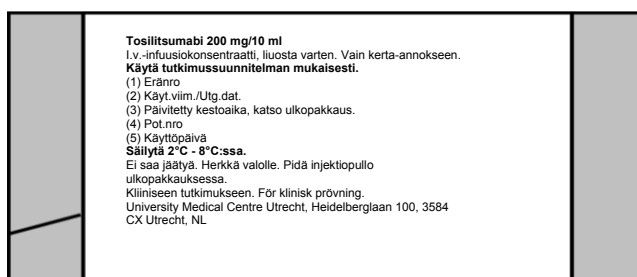 Tosilitsumabi 200 mg/10 ml
I.v.-infuusiokonsentraatti, liuosta varten. Vain kerta-annokseen.
Käytä tutkimussuunnitelman mukaisesti.
(1) Eränro
(2) Käyt.viim./Utg.dat.
(3) Päivitetty kestoaika, katso ulkopakkaus.
(4) Pot.nro
(5) Käyttöpäivä
Säilytä 2°C - 8°C:ssa.
Ei saa jäätyä. Herkkä valolle. Pidä injektiopullo
ulkopakkauksessa.
Kliiniseen tutkimukseen. För klinisk prövning.
University Medical Centre Utrecht, Heidelberglaan 100, 3584
CX Utrecht, NL